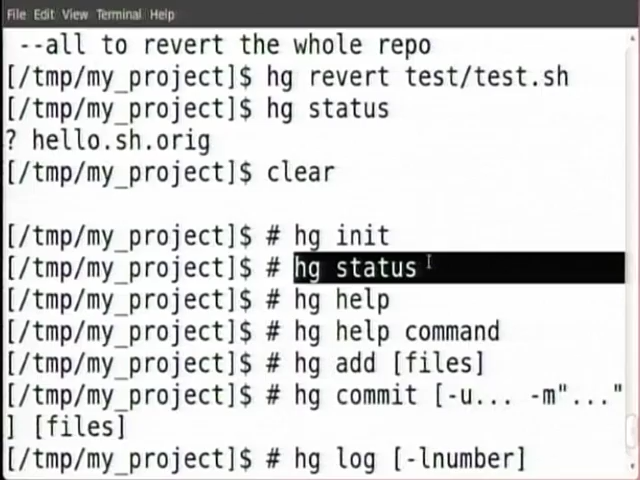 File Edit View Terminal Help
--all to revert the whole repo
[/tmp/my_project]$ hg revert test/test.sh
[/tmp/my_project]$ hg status
? hello.sh.orig
[/tmp/my_project]$ clear
[/tmp/my_project]$ # hg init
[/tmp/my_project]$ # hg status
[/tmp/my_project]$ # hg help
[/tmp/my_project]$ # hg help command
[/tmp/my_project]$ # hg add [files]
[/tmp/my_project]$ # hg commit [-u... -m"..."
] [files]
[/tmp/my_project]$ # hg log [-lnumber]